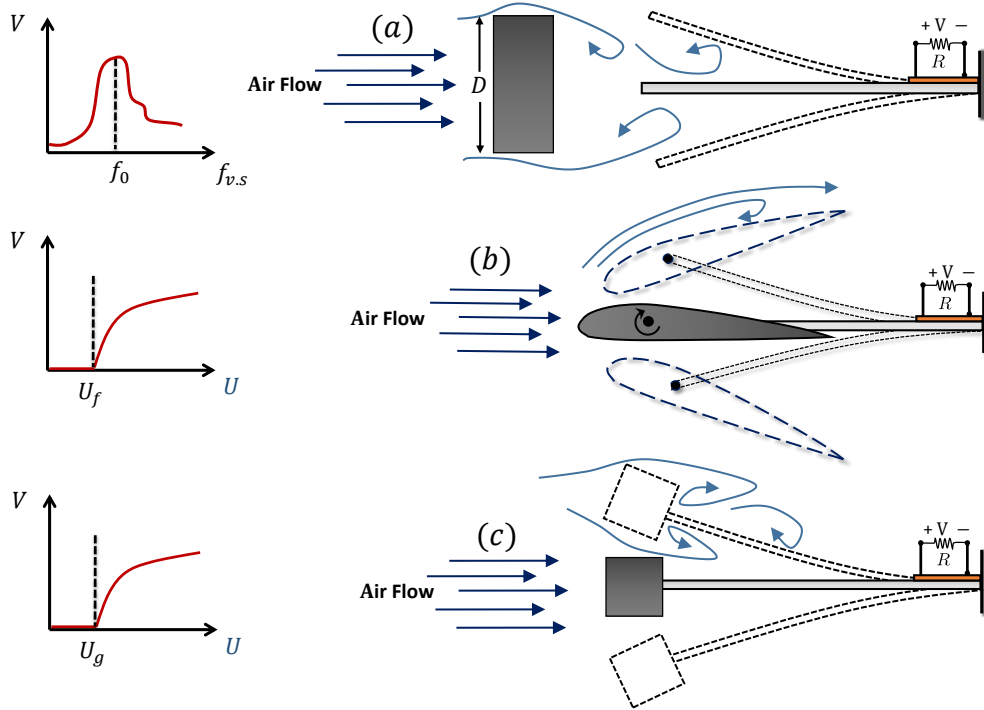 V
f0
fv.s
(a)
Air Flow
D
+ V −
R
V
Uf
U
(b)
Air Flow
+ V −
R
V
Ug
U
(c)
Air Flow
+ V −
R